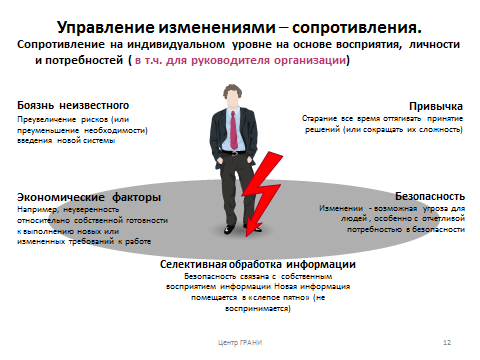 Управление изменениями – сопротивления.
Сопротивление на индивидуальном уровне на основе восприятия, личности
и потребностей ( в т.ч. для руководителя организации)
Боязнь неизвестного
Преувеличение рисков (или
преуменьшение необходимости)
введения новой системы
Привычка
Старание все время оттягивать принятие
решений (или сокращать их сложность)
Экономические факторы
Например, неуверенность
относительно собственной готовности
к выполнению новых или
измененных требований к работе
Безопасность
Изменении - возможная угроза для
людей , особенно с отчетливой
потребностью в безопасности
Селективная обработка информации
Безопасность связана с собственным
восприятием информации Новая информация
помещается в «слепое пятно» (не
воспринимается)
Центр ГРАНИ
12